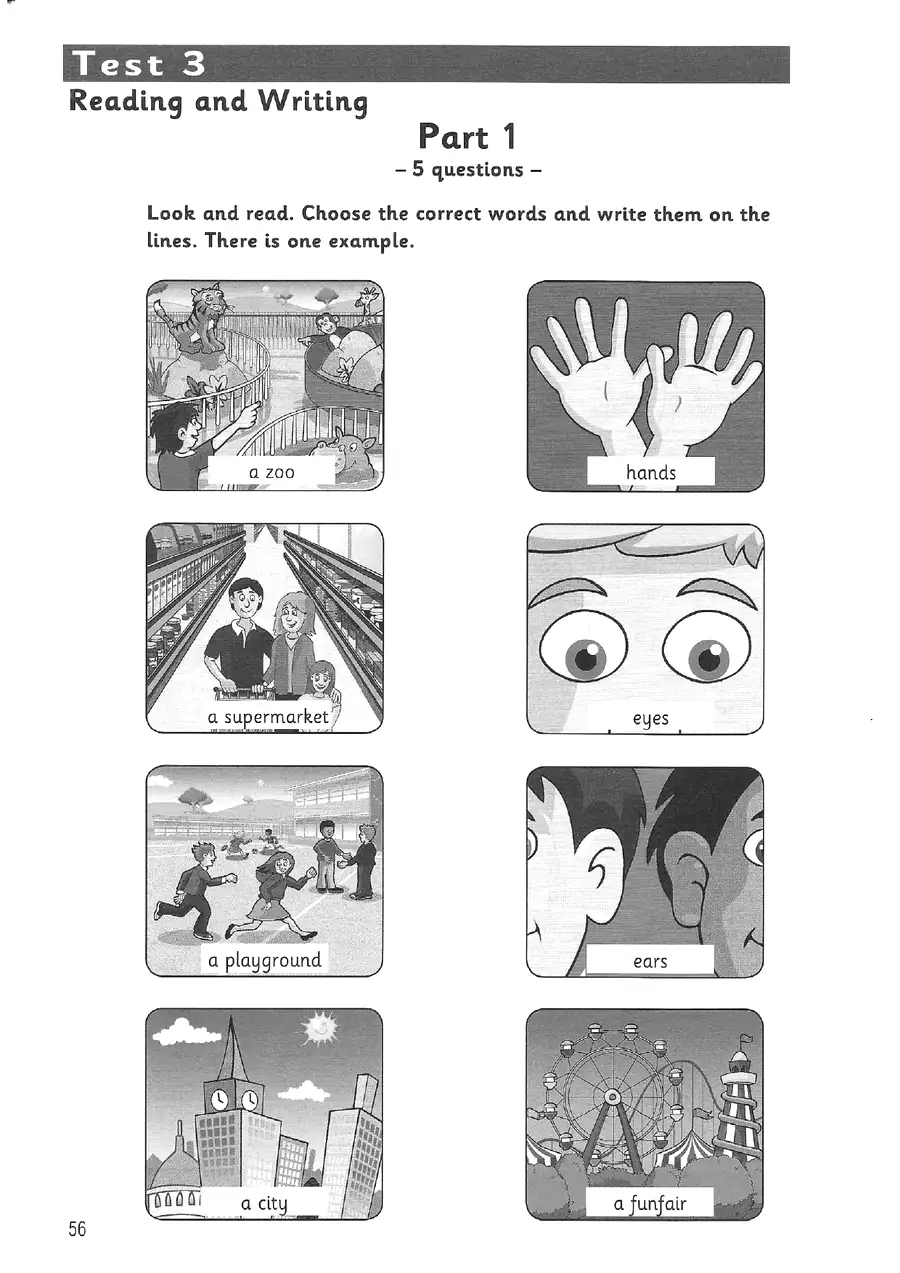 Test 3
Reading and Writing
Part 1
– 5 questions –
Look and read. Choose the correct words and write them on the
lines. There is one example.
a zoo
hands
a supermarket
eyes
a playground
ears
a city
a funfair
56